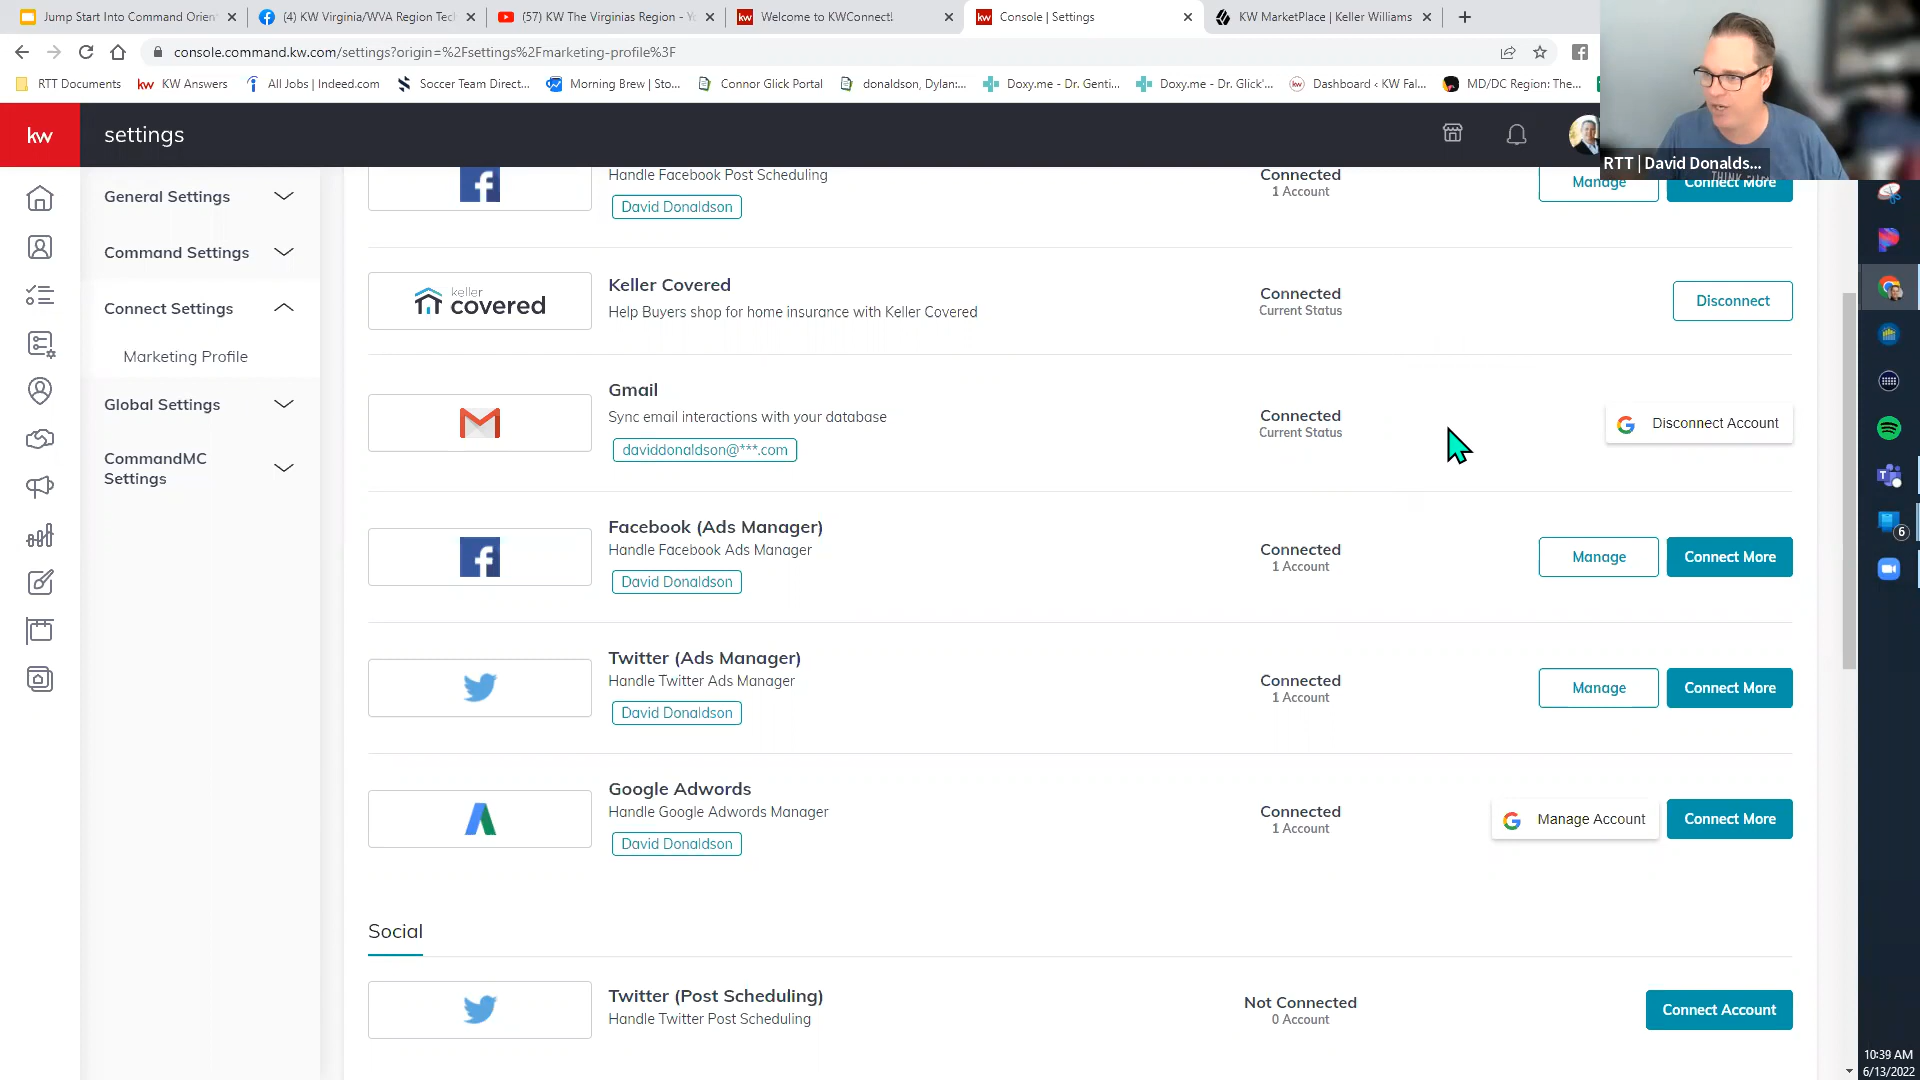 Jump Start Into Command Orien
(4) KW Virginia/WVA Region Tec
(57) KW The Virginias Region - Yo
Welcome to KWConnect!
Console | Settings
KW MarketPlace | Keller Williams
console.command.kw.com/settings?origin=%2Fsettings%2Fmarketing-profile%3F
RTT Documents
KW Answers
All Jobs | Indeed.com
Soccer Team Direct...
Morning Brew | Sto...
Connor Glick Portal
donaldson, Dylan:...
Doxy.me - Dr. Genti...
Doxy.me - Dr. Glick'...
Dashboard ‹ KW Fal...
MD/DC Region: The...
kw
settings
RTT | David Donalds...
General Settings
Command Settings
Connect Settings
Marketing Profile
Global Settings
CommandMC
Settings
Handle Facebook Post Scheduling
David Donaldson
Connected
1 Account
Manage
Connect More
keller
covered
Keller Covered
Help Buyers shop for home insurance with Keller Covered
Connected
Current Status
Disconnect
Gmail
Sync email interactions with your database
daviddonaldson@***.com
Connected
Current Status
Disconnect Account
Facebook (Ads Manager)
Handle Facebook Ads Manager
David Donaldson
Connected
1 Account
Manage
Connect More
Twitter (Ads Manager)
Handle Twitter Ads Manager
David Donaldson
Connected
1 Account
Manage
Connect More
Google Adwords
Handle Google Adwords Manager
David Donaldson
Connected
1 Account
Manage Account
Connect More
Social
Twitter (Post Scheduling)
Handle Twitter Post Scheduling
Not Connected
0 Account
Connect Account
6
10:39 AM
6/13/2022